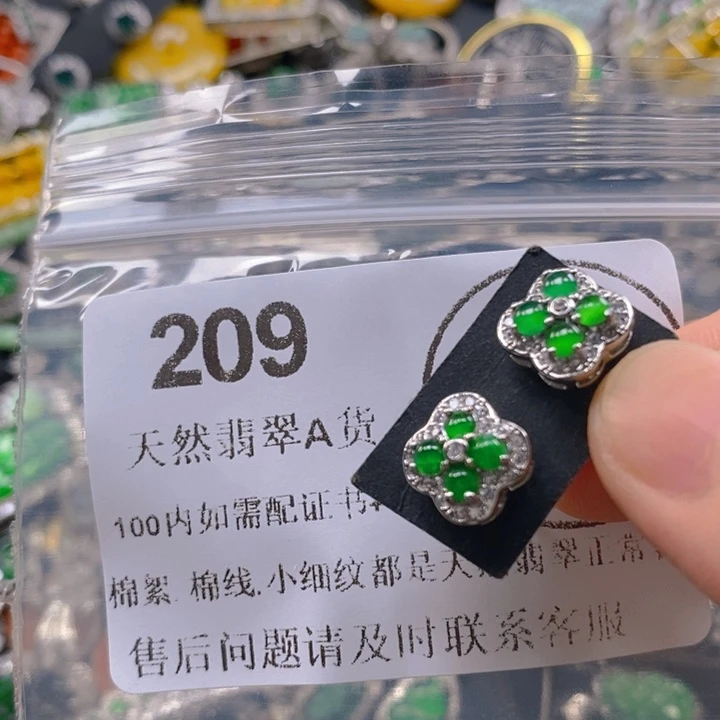 209
天然翡翠A货
100内如需配证书+
棉絮 棉线.小细纹都是天然翡翠正常
售后问题请及时联系客服